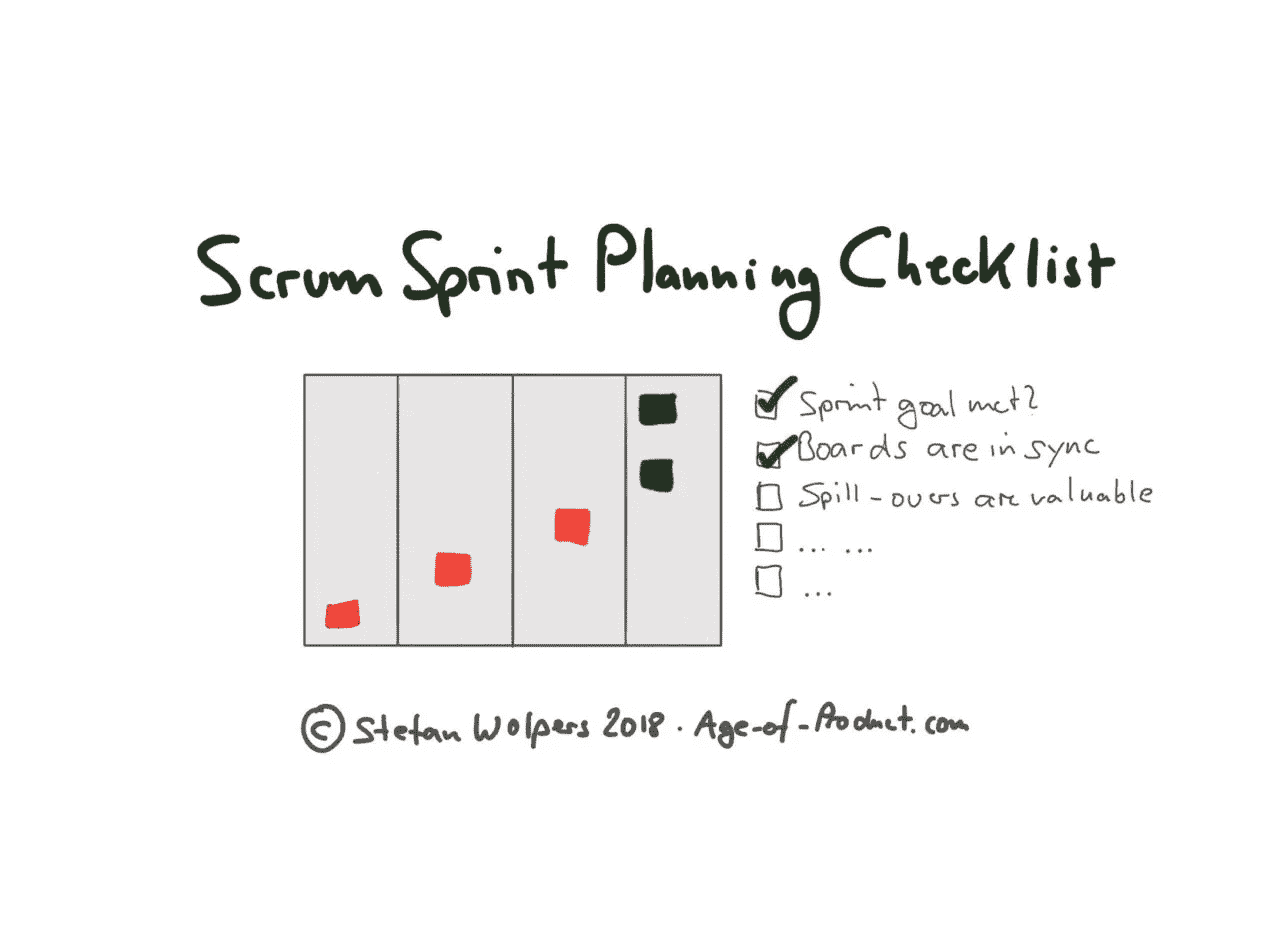 Scrum Sprint Planning Checklist
Sprint goal met?
Boards are in sync
Spill-overs are valuable
... ...
...
© Stefan Wolpers 2018 · Age-of-Product.com